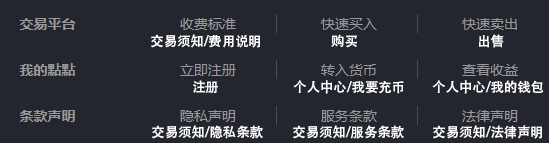 交易平台 收费标准 快速买入 快速卖出
交易须知/费用说明 购买 出售
我的點點 立即注册 转入货币 查看收益
注册 个人中心/我要充币 个人中心/我的钱包
条款声明 隐私声明 服务条款 法律声明
交易须知/隐私条款 交易须知/服务条款 交易须知/法律声明